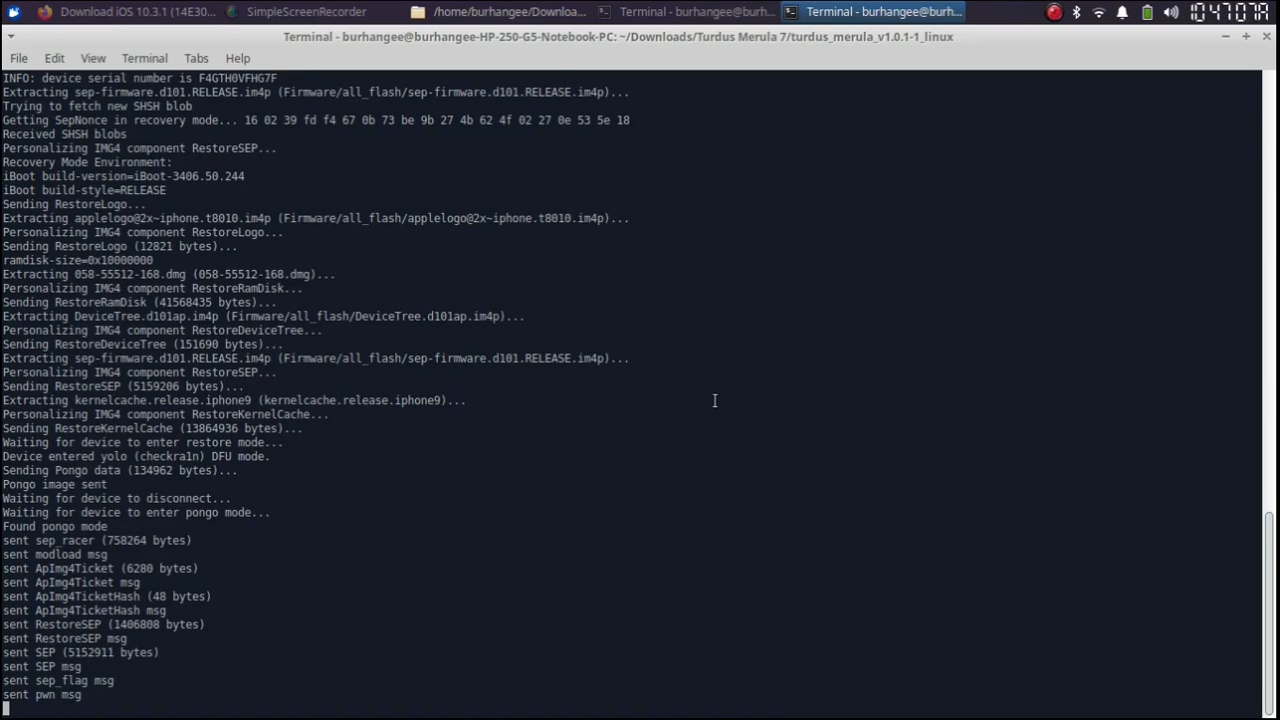 Download iOS 10.3.1 (14E30...
SimpleScreenRecorder
/home/burhangee/Downloa...
Terminal - burhangee@burh...
Terminal - burhangee@burh...
10:47:07A
Terminal - burhangee@burhangee-HP-250-G5-Notebook-PC: ~/Downloads/Turdus Merula 7/turdus_merula_v1.0.1-1_linux
File Edit View Terminal Tabs Help
INFO: device serial number is F4GTH0VFHG7F
Extracting sep-firmware.d101.RELEASE.im4p (Firmware/all_flash/sep-firmware.d101.RELEASE.im4p)...
Trying to fetch new SHSH blob
Getting SepNonce in recovery mode... 16 02 39 fd f4 67 0b 73 be 9b 27 4b 62 4f 02 27 0e 53 5e 18
Received SHSH blobs
Personalizing IMG4 component RestoreSEP...
Recovery Mode Environment:
iBoot build-version=iBoot-3406.50.244
iBoot build-style=RELEASE
Sending RestoreLogo...
Extracting applelogo@2x~iphone.t8010.im4p (Firmware/all_flash/applelogo@2x~iphone.t8010.im4p)...
Personalizing IMG4 component RestoreLogo...
Sending RestoreLogo (12821 bytes)...
ramdisk-size=0x10000000
Extracting 058-55512-168.dmg (058-55512-168.dmg)...
Personalizing IMG4 component RestoreRamDisk...
Sending RestoreRamDisk (41568435 bytes)...
Extracting DeviceTree.d101ap.im4p (Firmware/all_flash/DeviceTree.d101ap.im4p)...
Personalizing IMG4 component RestoreDeviceTree...
Sending RestoreDeviceTree (151690 bytes)...
Extracting sep-firmware.d101.RELEASE.im4p (Firmware/all_flash/sep-firmware.d101.RELEASE.im4p)...
Personalizing IMG4 component RestoreSEP...
Sending RestoreSEP (5159206 bytes)...
Extracting kernelcache.release.iphone9 (kernelcache.release.iphone9)...
Personalizing IMG4 component RestoreKernelCache...
Sending RestoreKernelCache (13864936 bytes)...
Waiting for device to enter restore mode...
Device entered yolo (checkra1n) DFU mode.
Sending Pongo data (134962 bytes)...
Pongo image sent
Waiting for device to disconnect...
Waiting for device to enter pongo mode...
Found pongo mode
sent sep_racer (758264 bytes)
sent modload msg
sent ApImg4Ticket (6280 bytes)
sent ApImg4Ticket msg
sent ApImg4TicketHash (48 bytes)
sent ApImg4TicketHash msg
sent RestoreSEP (1406808 bytes)
sent RestoreSEP msg
sent SEP (5152911 bytes)
sent SEP msg
sent sep_flag msg
sent pwn msg